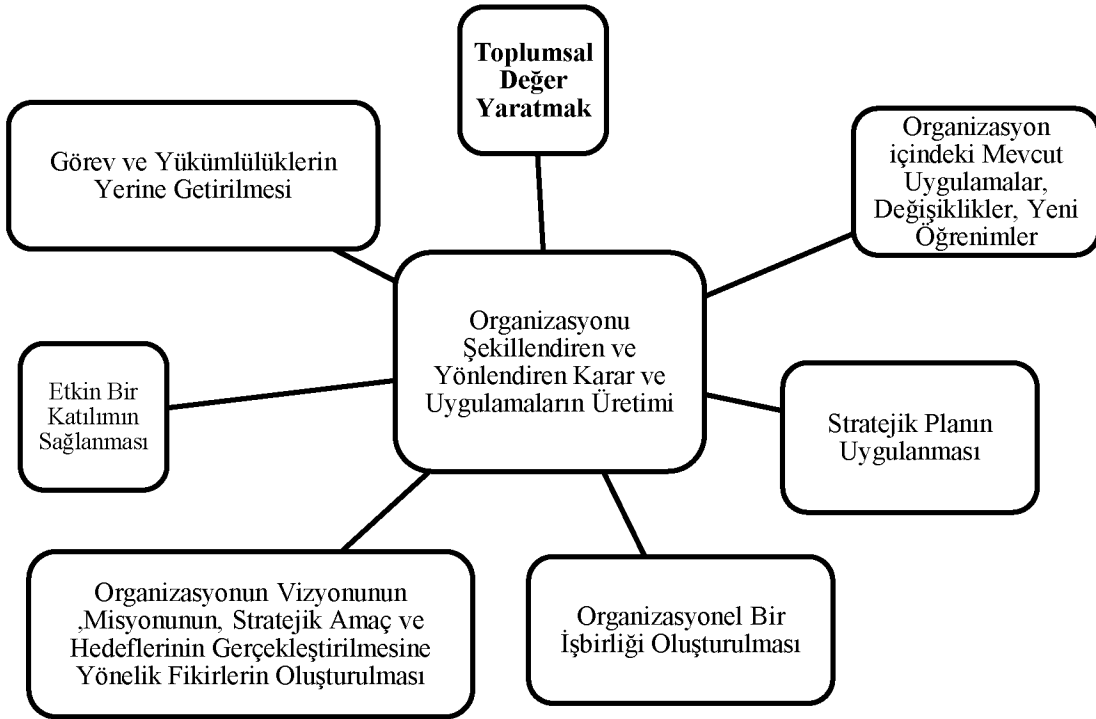 Toplumsal
Değer
Yaratmak
Görev ve Yükümlülüklerin
Yerine Getirilmesi
Organizasyon
içindeki Mevcut
Uygulamalar,
Değişiklikler, Yeni
Öğrenimler
Organizasyonu
Şekillendiren ve
Yönlendiren Karar ve
Uygulamaların Üretimi
Etkin Bir
Katılımın
Sağlanması
Stratejik Planın
Uygulanması
Organizasyonun Vizyonunun
,Misyonunun, Stratejik Amaç ve
Hedeflerinin Gerçekleştirilmesine
Yönelik Fikirlerin Oluşturulması
Organizasyonel Bir
İşbirliği Oluşturulması